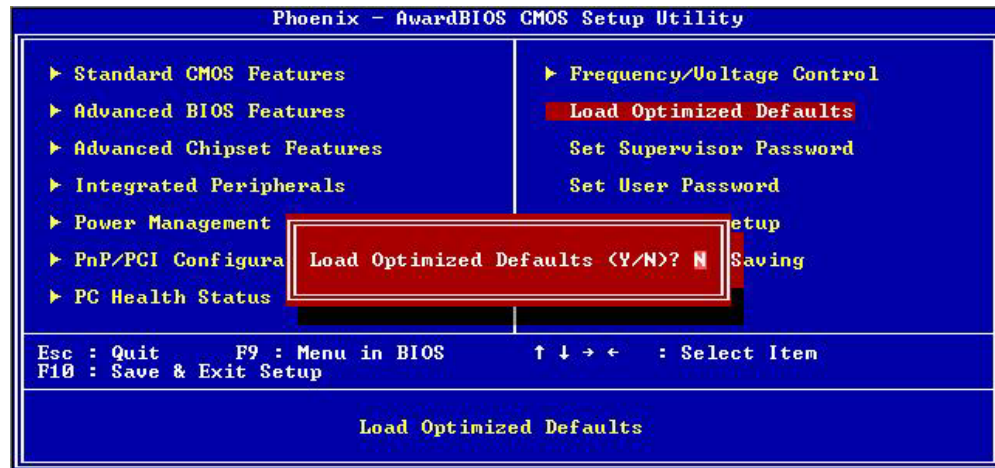 Phoenix - AwardBIOS CMOS Setup Utility
▶ Standard CMOS Features
▶ Advanced BIOS Features
▶ Advanced Chipset Features
▶ Integrated Peripherals
▶ Power Management
▶ PnP/PCI Configura
▶ PC Health Status
▶ Frequency/Voltage Control
Load Optimized Defaults
Set Supervisor Password
Set User Password
etup
Saving
Load Optimized Defaults (Y/N)? N
Esc : Quit F9 : Menu in BIOS ↑ ↓ → ← : Select Item
F10 : Save & Exit Setup
Load Optimized Defaults